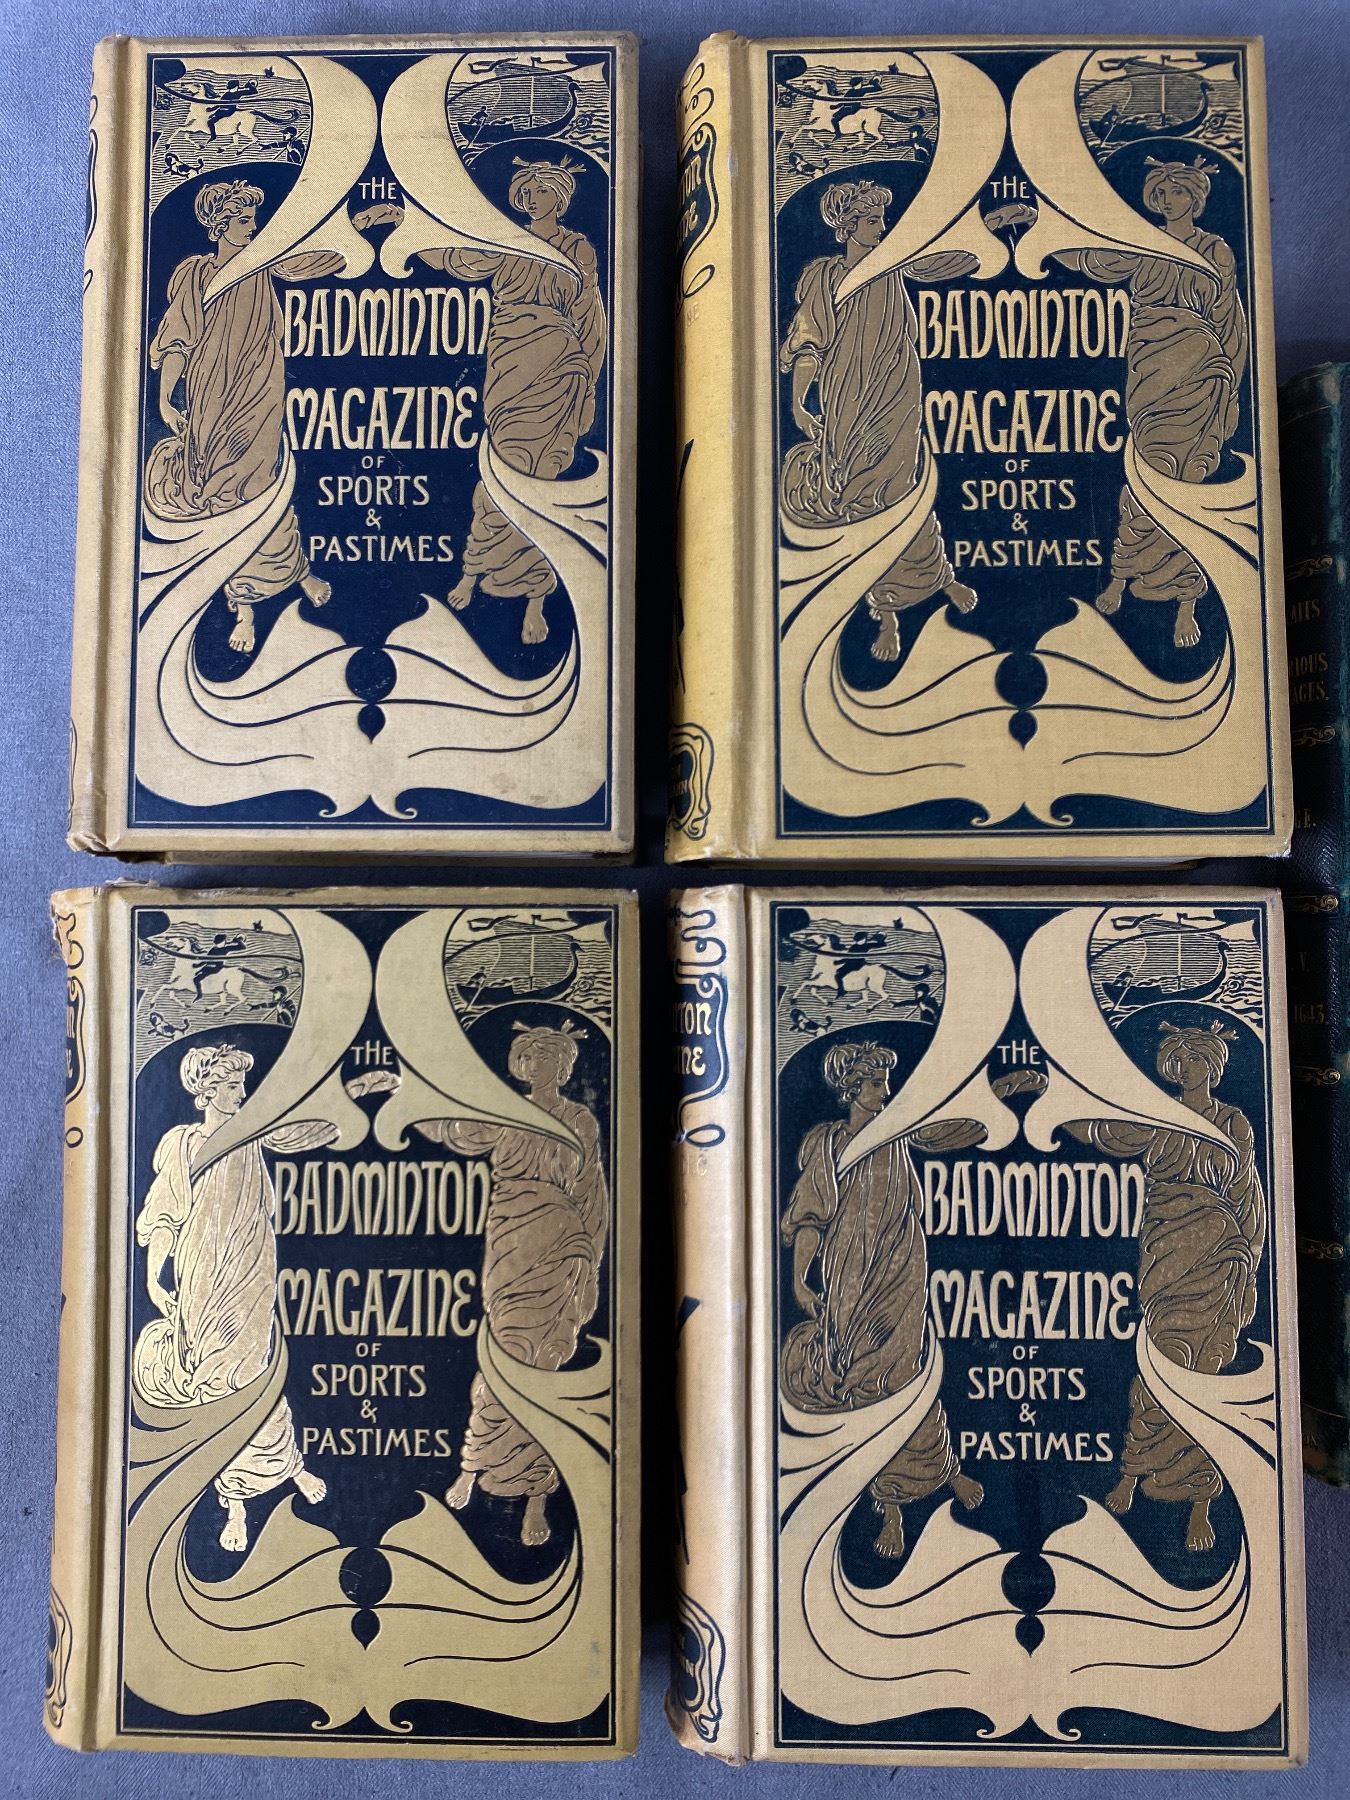 THE
BADMINTON
MAGAZINE
OF
SPORTS
&
PASTIMES
THE
BADMINTON
MAGAZINE
OF
SPORTS
&
PASTIMES
THE
BADMINTON
MAGAZINE
OF
SPORTS
&
PASTIMES
THE
BADMINTON
MAGAZINE
OF
SPORTS
&
PASTIMES
V.
1643.